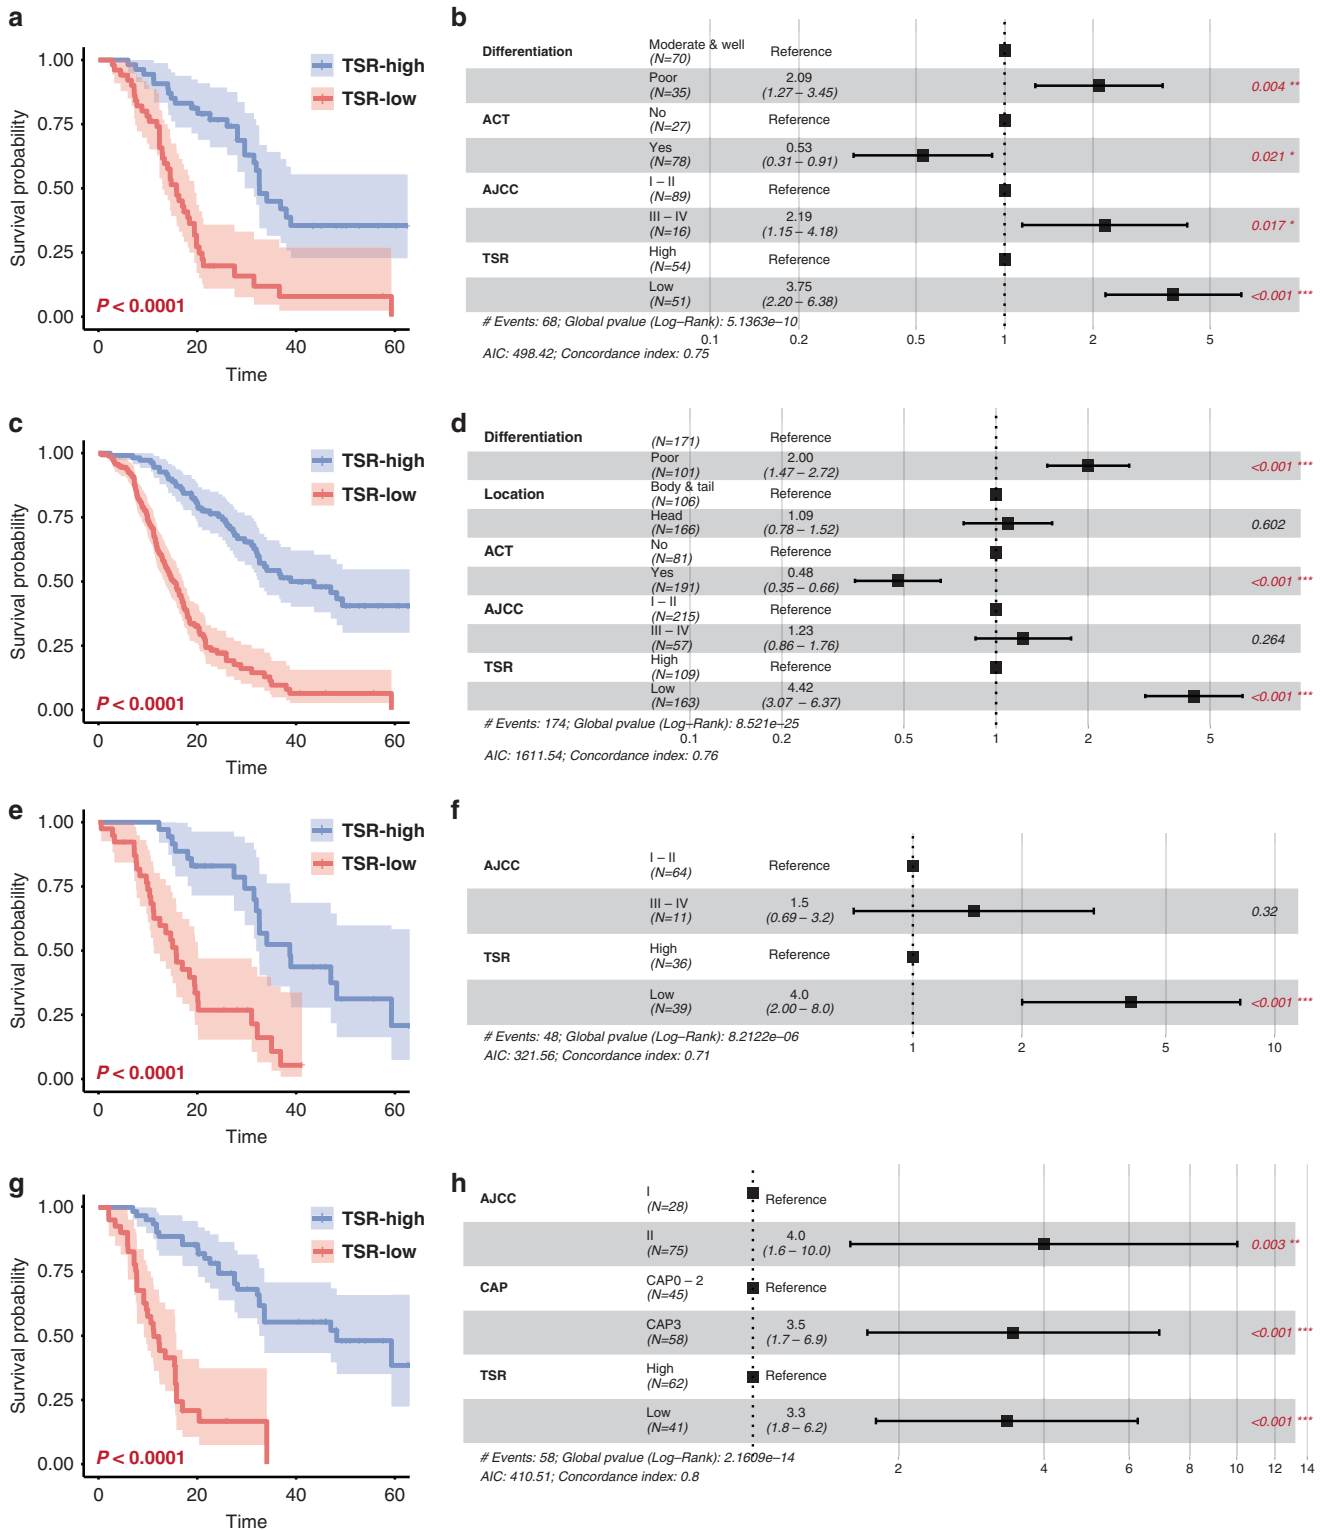 a
1.00
0.75
0.50
0.25
0.00
Survival probability
TSR-high
TSR-low
P < 0.0001
0 20 40 60
Time
b
Differentiation Moderate & well (N=70) Reference
Poor (N=35) 2.09 (1.27 – 3.45) 0.004 **
ACT No (N=27) Reference
Yes (N=78) 0.53 (0.31 – 0.91) 0.021 *
AJCC I – II (N=89) Reference
III – IV (N=16) 2.19 (1.15 – 4.18) 0.017 *
TSR High (N=54) Reference
Low (N=51) 3.75 (2.20 – 6.38) <0.001 ***
# Events: 68; Global pvalue (Log–Rank): 5.1363e–10
AIC: 498.42; Concordance index: 0.75
0.1 0.2 0.5 1 2 5
c
1.00
0.75
0.50
0.25
0.00
Survival probability
TSR-high
TSR-low
P < 0.0001
0 20 40 60
Time
d
Differentiation (N=171) Reference
Poor (N=101) 2.00 (1.47 – 2.72) <0.001 ***
Location Body & tail (N=106) Reference
Head (N=166) 1.09 (0.78 – 1.52) 0.602
ACT No (N=81) Reference
Yes (N=191) 0.48 (0.35 – 0.66) <0.001 ***
AJCC I – II (N=215) Reference
III – IV (N=57) 1.23 (0.86 – 1.76) 0.264
TSR High (N=109) Reference
Low (N=163) 4.42 (3.07 – 6.37) <0.001 ***
# Events: 174; Global pvalue (Log–Rank): 8.521e–25
AIC: 1611.54; Concordance index: 0.76
0.1 0.2 0.5 1 2 5
e
1.00
0.75
0.50
0.25
0.00
Survival probability
TSR-high
TSR-low
P < 0.0001
0 20 40 60
Time
f
AJCC I – II (N=64) Reference
III – IV (N=11) 1.5 (0.69 – 3.2) 0.32
TSR High (N=36) Reference
Low (N=39) 4.0 (2.00 – 8.0) <0.001 ***
# Events: 48; Global pvalue (Log–Rank): 8.2122e–06
AIC: 321.56; Concordance index: 0.71
1 2 5 10
g
1.00
0.75
0.50
0.25
0.00
Survival probability
TSR-high
TSR-low
P < 0.0001
0 20 40 60
Time
h
AJCC I (N=28) Reference
II (N=75) 4.0 (1.6 – 10.0) 0.003 **
CAP CAP0 – 2 (N=45) Reference
CAP3 (N=58) 3.5 (1.7 – 6.9) <0.001 ***
TSR High (N=62) Reference
Low (N=41) 3.3 (1.8 – 6.2) <0.001 ***
# Events: 58; Global pvalue (Log–Rank): 2.1609e–14
AIC: 410.51; Concordance index: 0.8
2 4 6 8 10 12 14